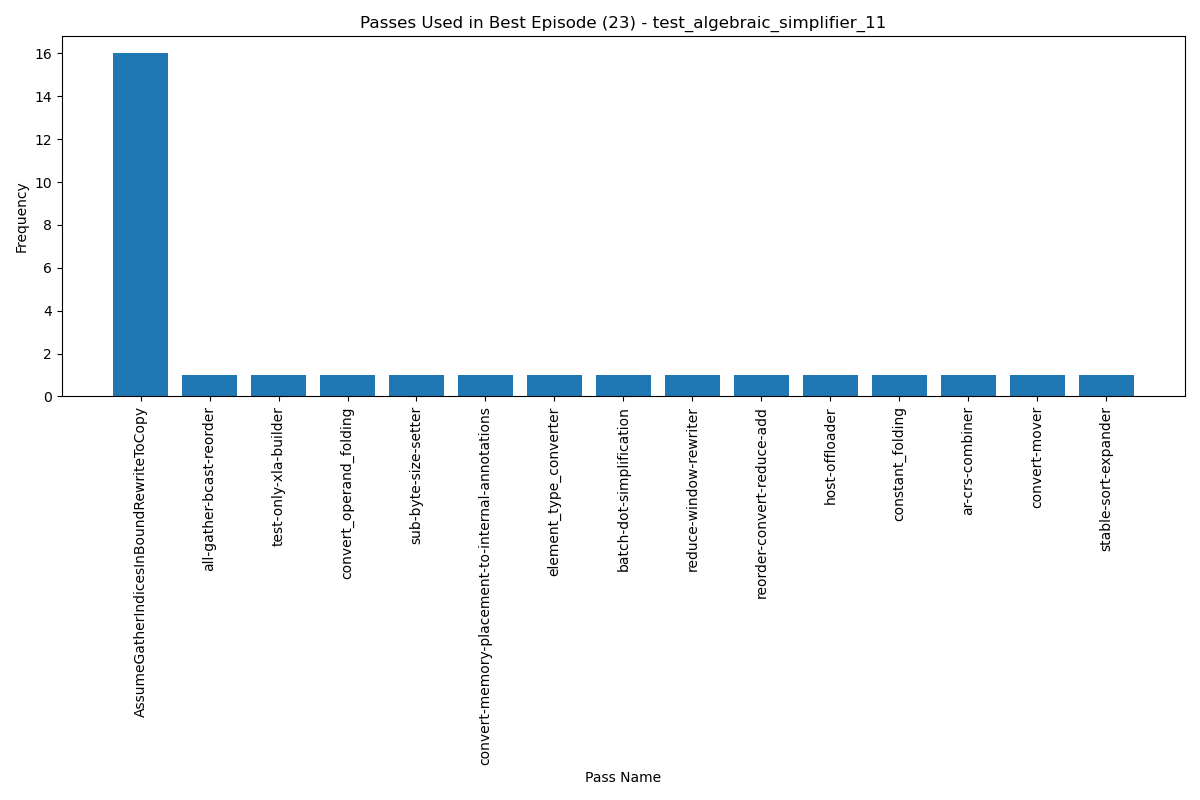 Passes Used in Best Episode (23) - test_algebraic_simplifier_11
Frequency
16
14
12
10
8
6
4
2
0
AssumeGatherIndicesInBoundRewriteToCopy
all-gather-bcast-reorder
test-only-xla-builder
convert_operand_folding
sub-byte-size-setter
convert-memory-placement-to-internal-annotations
element_type_converter
batch-dot-simplification
reduce-window-rewriter
reorder-convert-reduce-add
host-offloader
constant_folding
ar-crs-combiner
convert-mover
stable-sort-expander
Pass Name